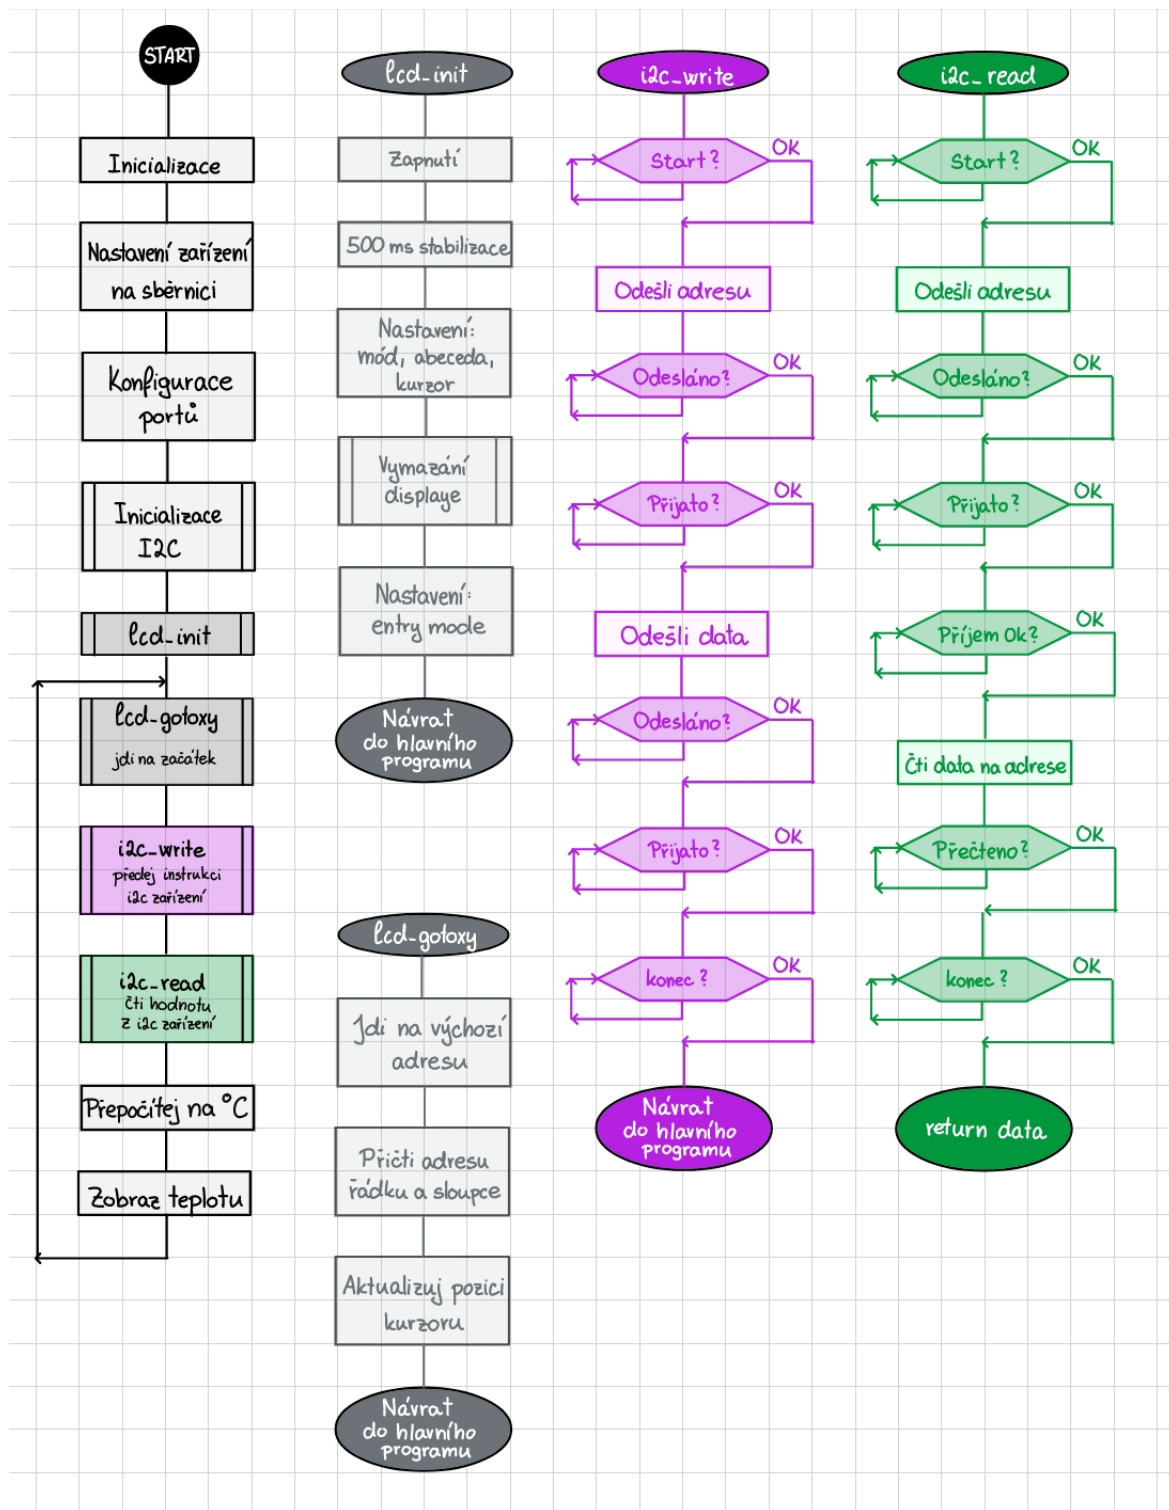 START
Inicializace
Nastavení zařízení
na sběrnici
Konfigurace
portů
Inicializace
I2C
lcd_init
lcd-gotoxy
jdi na začátek
i2c_write
předej instrukci
i2c zařízení
i2c_read
čti hodnotu
z i2c zařízení
Přepočítej na °C
Zobraz teplotu
lcd_init
Zapnutí
500 ms stabilizace
Nastavení:
mód, abeceda,
kurzor
Vymazání
displaye
Nastavení:
entry mode
Návrat
do hlavního
programu
lcd-gotoxy
Jdi na výchozí
adresu
Přičti adresu
řádku a sloupce
Aktualizuj pozici
kurzoru
Návrat
do hlavního
programu
i2c_write
Start?
OK
Odešli adresu
Odesláno?
OK
Přijato?
OK
Odešli data
Odesláno?
OK
Přijato?
OK
konec?
OK
Návrat
do hlavního
programu
i2c_read
Start?
OK
Odešli adresu
Odesláno?
OK
Přijato?
OK
Příjem Ok?
OK
Čti data na adrese
Přečteno?
OK
konec?
OK
return data